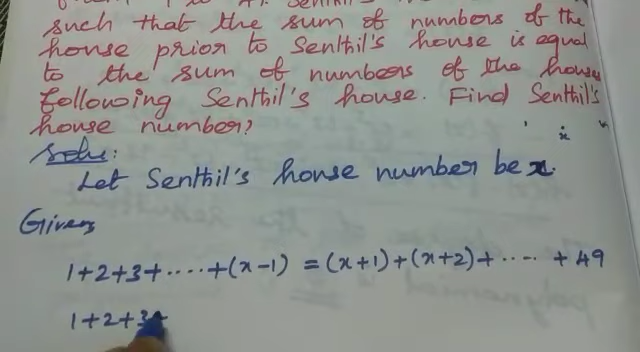 such that the sum of numbers of the
house prior to Senthil's house is equal
to the sum of numbers of the house
following Senthil's house. Find Senthil's
house number?
Soln:
Let Senthil's house number be x.
Given
1+2+3+....+(x-1) = (x+1)+(x+2)+....+49
1+2+3+